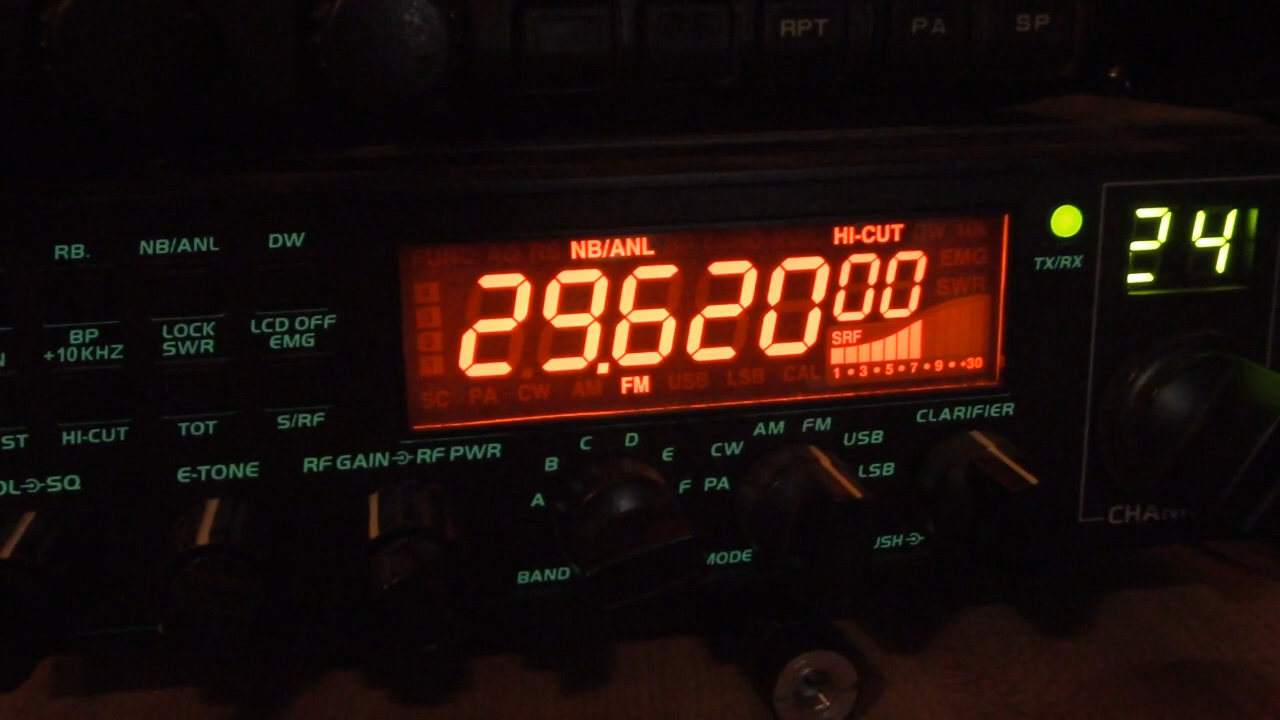 RPT PA SP
RB. NB/ANL DW
NB/ANL HI-CUT
29.62000
EMG
SWR
SRF
1•3•5•7•9•+30
SC PA CW AM FM USB LSB CAL
TX/RX
24
BP
+10KHZ
LOCK
SWR
LCD OFF
EMG
HI-CUT TOT S/RF
SQ E-TONE RF GAIN RF PWR
A B C D E F
BAND
PA CW AM FM USB LSB
MODE
CLARIFIER